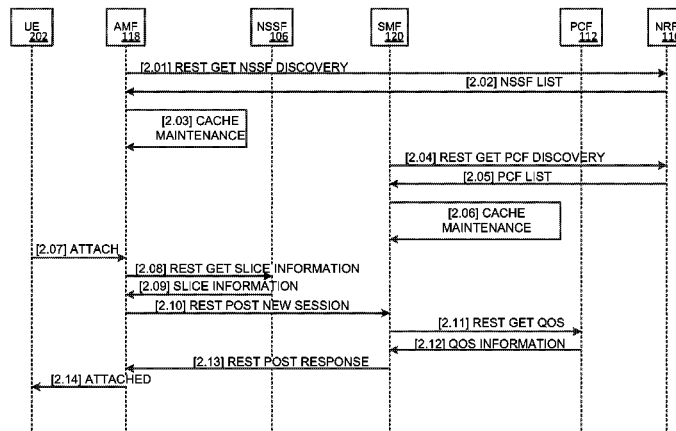 UE AMF NSSF SMF PCF NRF
202 118 106 120 112 110
[2.01] REST GET NSSF DISCOVERY
[2.02] NSSF LIST
[2.03] CACHE
MAINTENANCE
[2.04] REST GET PCF DISCOVERY
[2.05] PCF LIST
[2.06] CACHE
MAINTENANCE
[2.07] ATTACH
[2.08] REST GET SLICE INFORMATION
[2.09] SLICE INFORMATION
[2.10] REST POST NEW SESSION
[2.11] REST GET QOS
[2.12] QOS INFORMATION
[2.13] REST POST RESPONSE
[2.14] ATTACHED